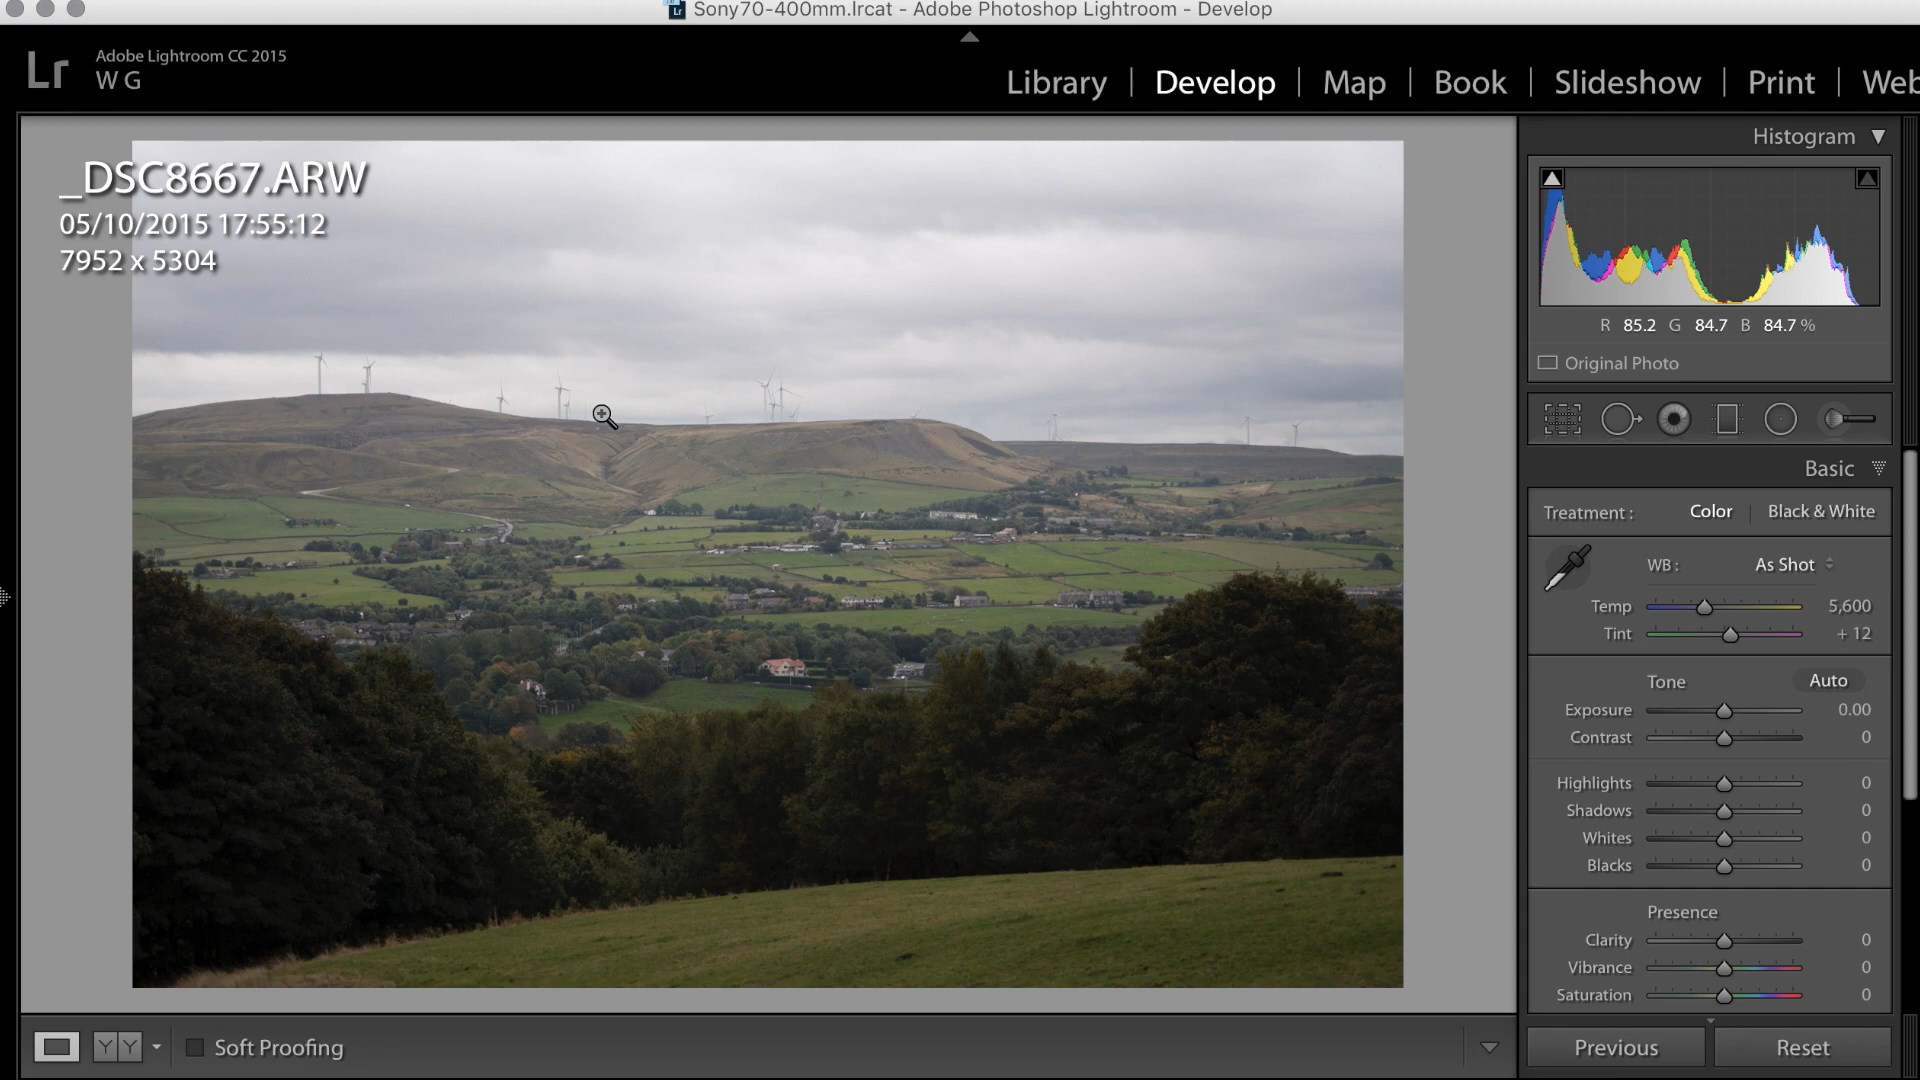 Sony70-400mm.lrcat - Adobe Photoshop Lightroom - Develop
Lr Adobe Lightroom CC 2015
W G
Library | Develop | Map | Book | Slideshow | Print | Web
_DSC8667.ARW
05/10/2015 17:55:12
7952 x 5304
Histogram
R 85.2 G 84.7 B 84.7 %
Original Photo
Basic
Treatment : Color | Black & White
WB : As Shot
Temp 5,600
Tint + 12
Tone Auto
Exposure 0.00
Contrast 0
Highlights 0
Shadows 0
Whites 0
Blacks 0
Presence
Clarity 0
Vibrance 0
Saturation 0
Y Y Soft Proofing
Previous Reset